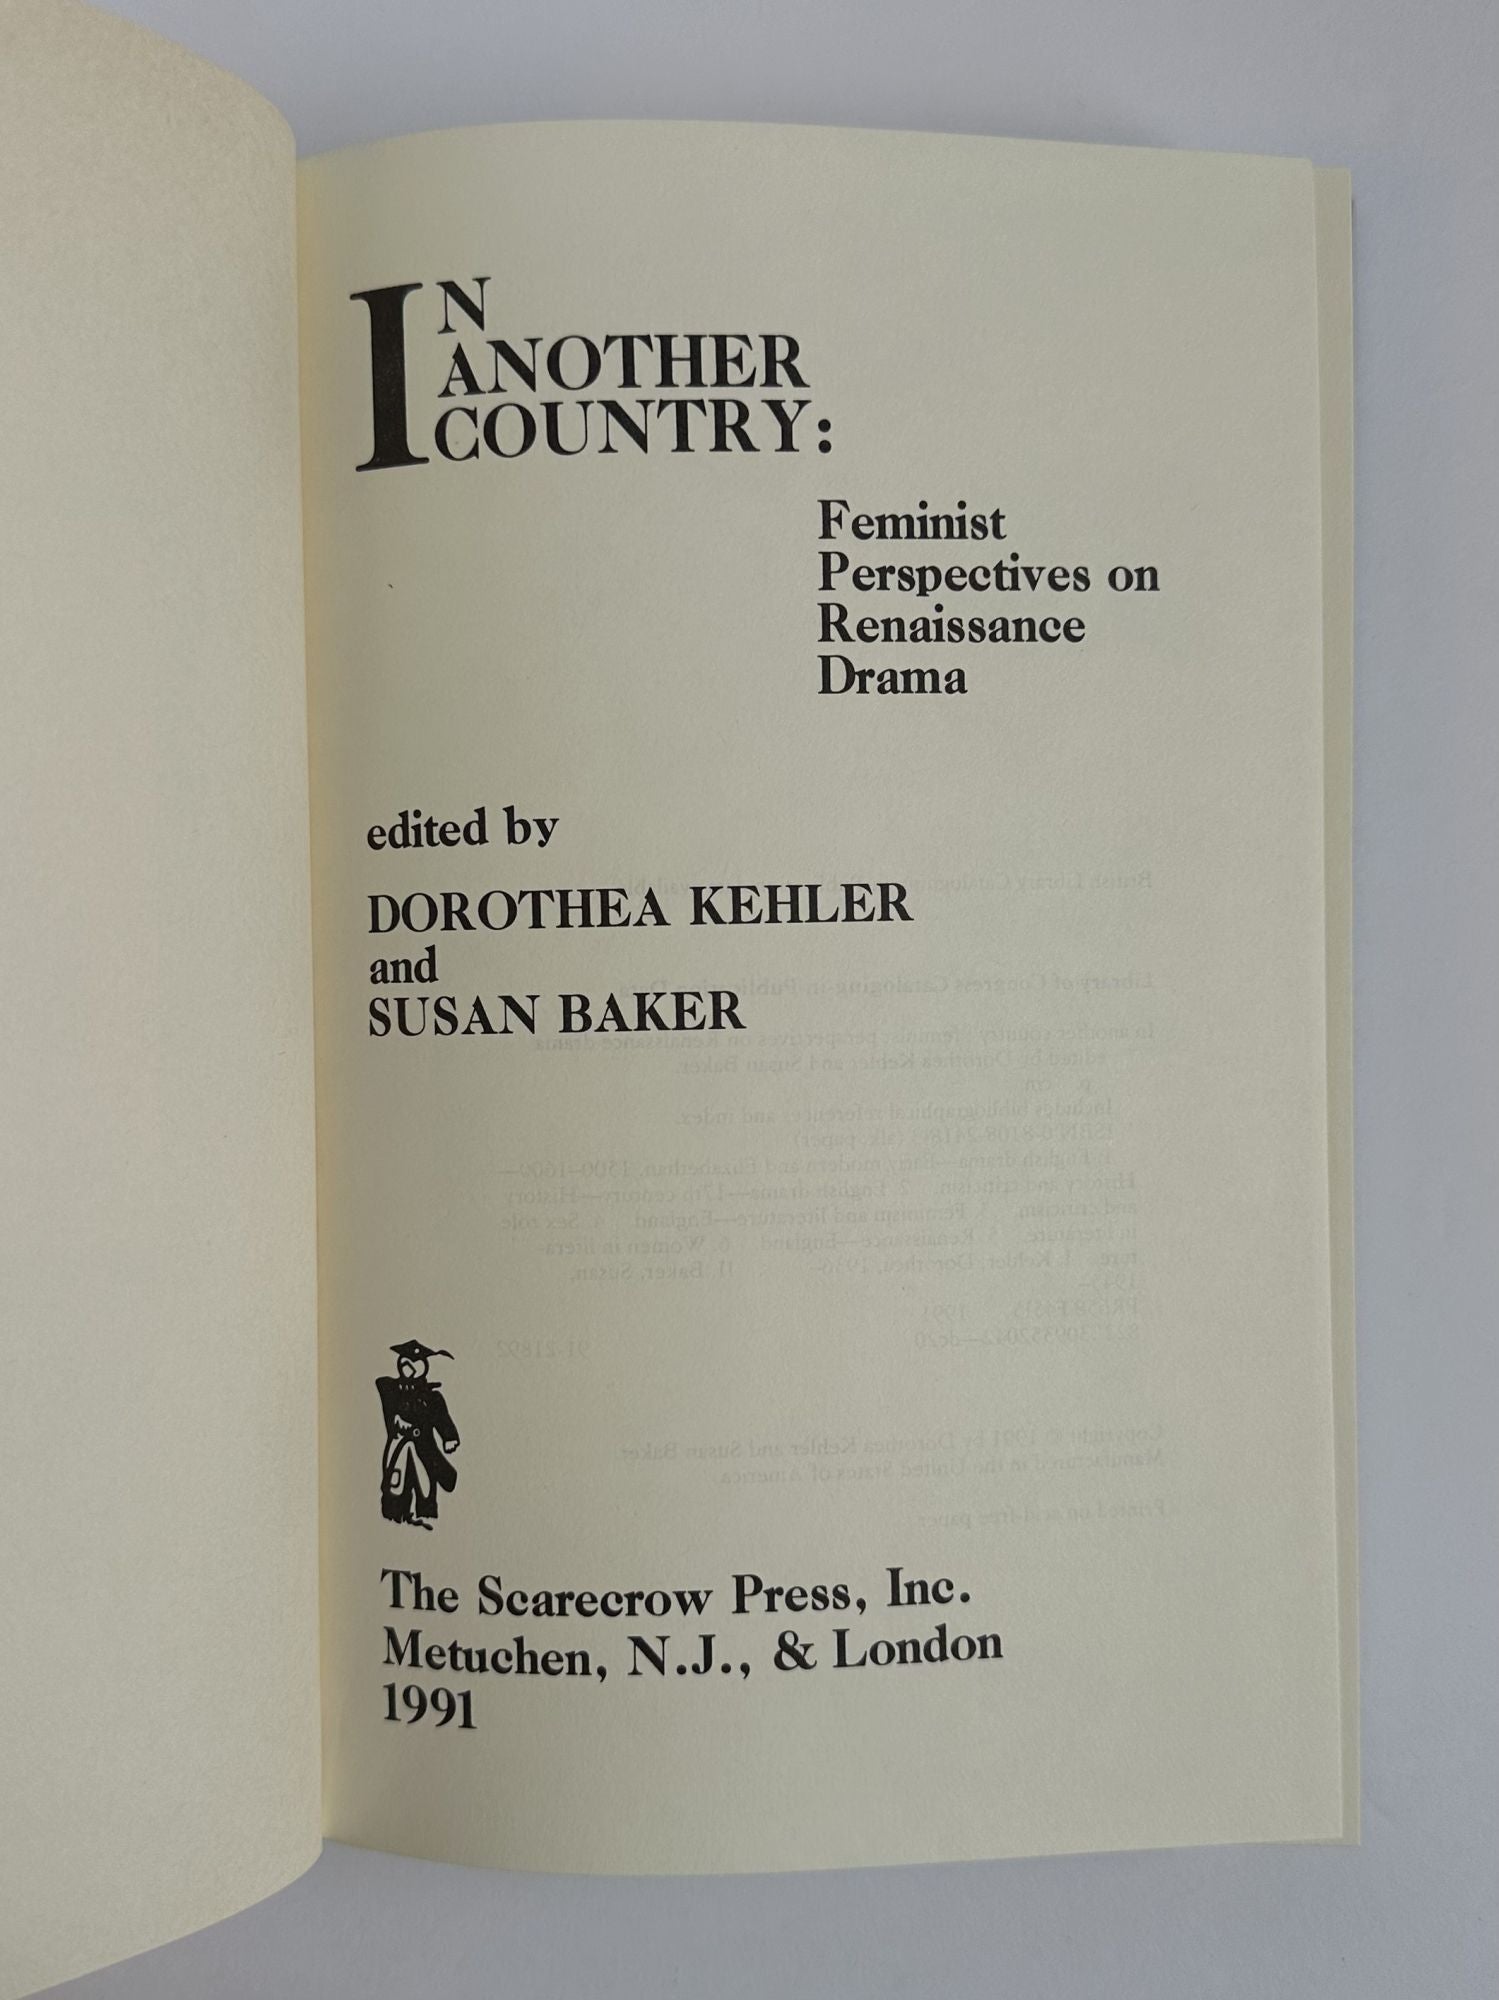 IN
ANOTHER
COUNTRY:
Feminist
Perspectives on
Renaissance
Drama
edited by
DOROTHEA KEHLER
and
SUSAN BAKER
The Scarecrow Press, Inc.
Metuchen, N.J., & London
1991